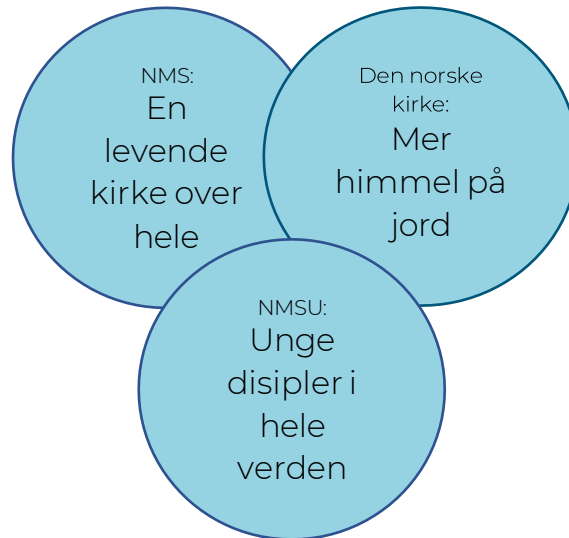 NMS:
En
levende
kirke over
hele
Den norske
kirke:
Mer
himmel på
jord
NMSU:
Unge
disipler i
hele
verden